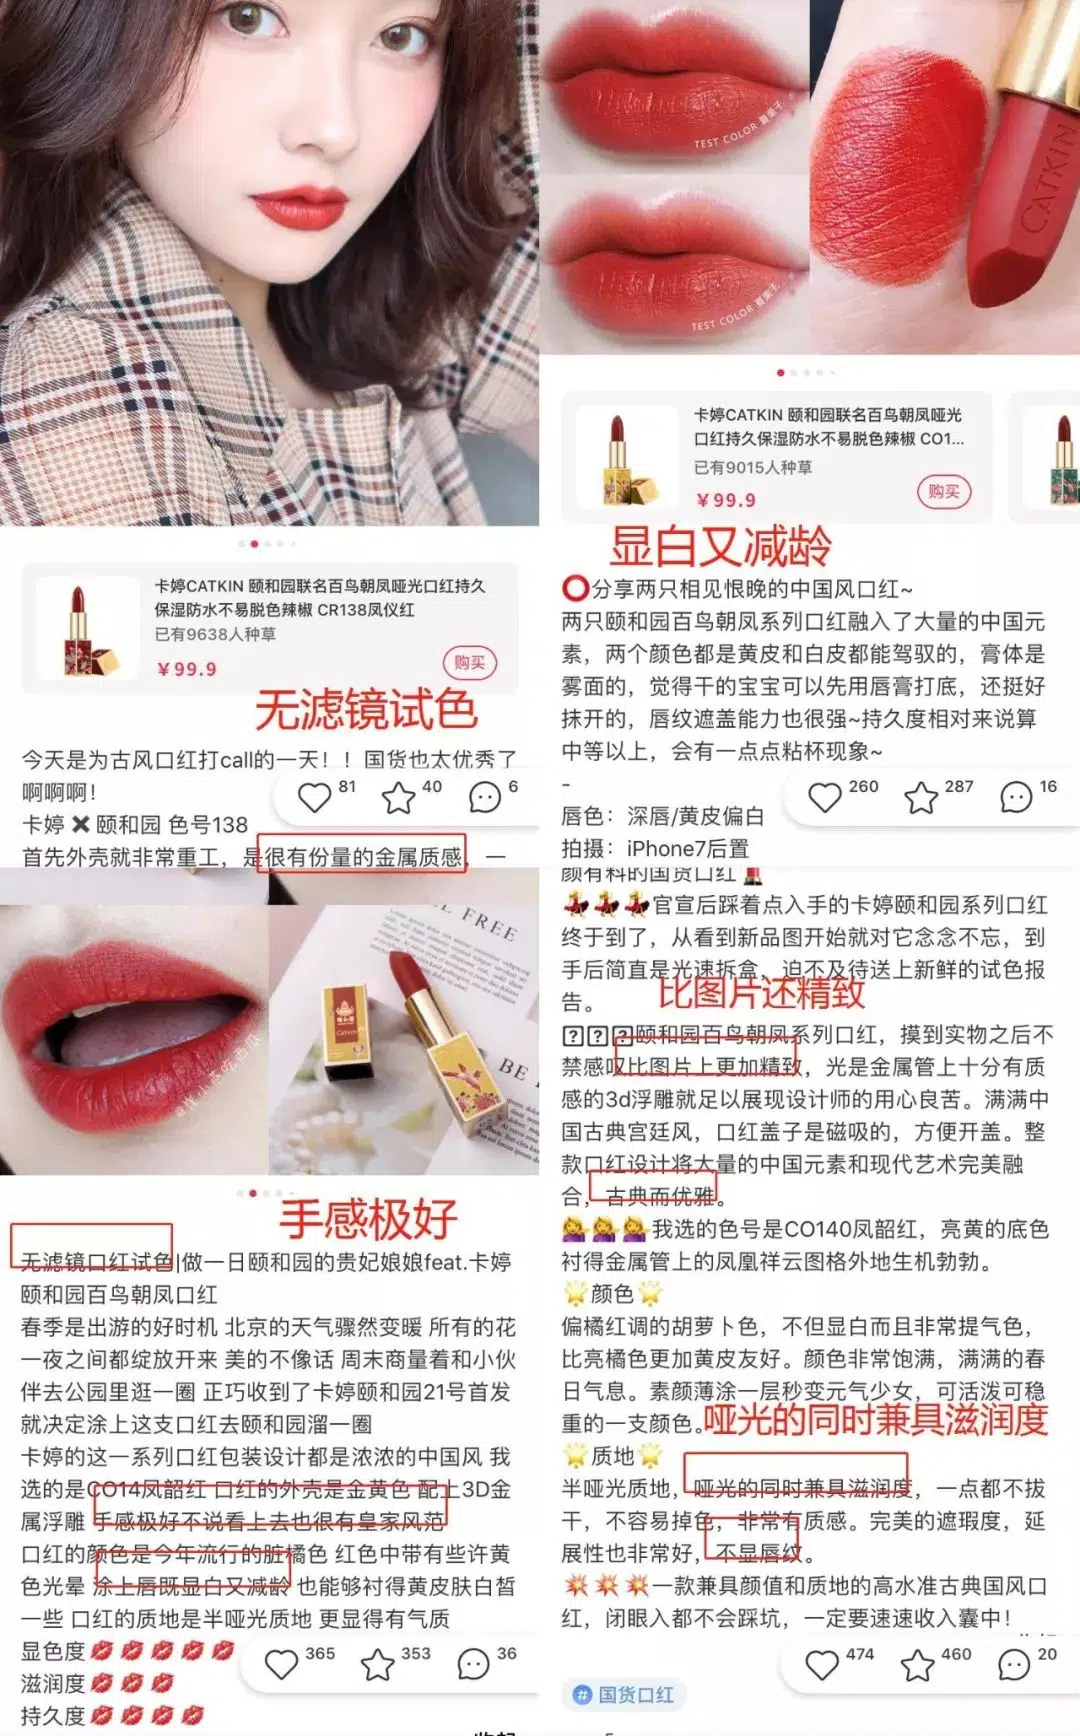 卡婷CATKIN 颐和园联名百鸟朝凤哑光口红持久
保湿防水不易脱色辣椒 CR138凤仪红
已有9638人种草
￥99.9
购买
无滤镜试色
今天是为古风口红打call的一天！！国货也太优秀了
啊啊啊！
81
40
6
卡婷 ✖ 颐和园 色号138
首先外壳就非常重工，是很有份量的金属质感，一
TEST COLOR
TEST COLOR
CATKIN
卡婷CATKIN 颐和园联名百鸟朝凤哑光
口红持久保湿防水不易脱色辣椒 CO1...
已有9015人种草
￥99.9
购买
显白又减龄
⭕分享两只相见恨晚的中国风口红~
两只颐和园百鸟朝凤系列口红融入了大量的中国元
素，两个颜色都是黄皮和白皮都能驾驭的，膏体是
雾面的，觉得干的宝宝可以先用唇膏打底，还挺好
抹开的，唇纹遮盖能力也很强~持久度相对来说算
中等以上，会有一点点粘杯现象~
-
260
287
16
唇色：深唇/黄皮偏白
拍摄：iPhone7后置
EL FREE
BE
手感极好
无滤镜口红试色|做一日颐和园的贵妃娘娘feat.卡婷
颐和园百鸟朝凤口红
春季是出游的好时机 北京的天气骤然变暖 所有的花
一夜之间都绽放开来 美的不像话 周末商量着和小伙
伴去公园里逛一圈 正巧收到了卡婷颐和园21号首发
就决定涂上这支口红去颐和园溜一圈
卡婷的这一系列口红包装设计都是浓浓的中国风 我
选的是CO14凤韶红 口红的外壳是金黄色 配上3D金
属浮雕 手感极好不说看上去也很有皇家风范
口红的颜色是今年流行的脏橘色 红色中带有些许黄
色光晕 涂上唇既显白又减龄 也能够衬得黄皮肤白皙
一些 口红的质地是半哑光质地 更显得有气质
显色度💋💋💋💋💋
滋润度💋💋💋
持久度💋💋💋💋
365
353
36
颜有料的国货口红💄
💃💃💃官宣后踩着点入手的卡婷颐和园系列口红
终于到了，从看到新品图开始就对它念念不忘，到
手后简直是光速拆盒，迫不及待送上新鲜的试色报
告。
比图片还精致
颐和园百鸟朝凤系列口红，摸到实物之后不
禁感叹比图片上更加精致，光是金属管上十分有质
感的3d浮雕就足以展现设计师的用心良苦。满满中
国古典宫廷风，口红盖子是磁吸的，方便开盖。整
款口红设计将大量的中国元素和现代艺术完美融
合，古典而优雅。
💁💁💁我选的色号是CO140凤韶红，亮黄的底色
衬得金属管上的凤凰祥云图格外地生机勃勃。
🌟颜色🌟
偏橘红调的胡萝卜色，不但显白而且非常提气色，
比亮橘色更加黄皮友好。颜色非常饱满，满满的春
日气息。素颜薄涂一层秒变元气少女，可活泼可稳
重的一支颜色。
哑光的同时兼具滋润度
🌟质地🌟
半哑光质地，哑光的同时兼具滋润度，一点都不拔
干，不容易掉色，非常有质感。完美的遮瑕度，延
展性也非常好，不显唇纹。
💥💥💥一款兼具颜值和质地的高水准古典国风口
红，闭眼入都不会踩坑，一定要速速收入囊中！
474
460
20
# 国货口红